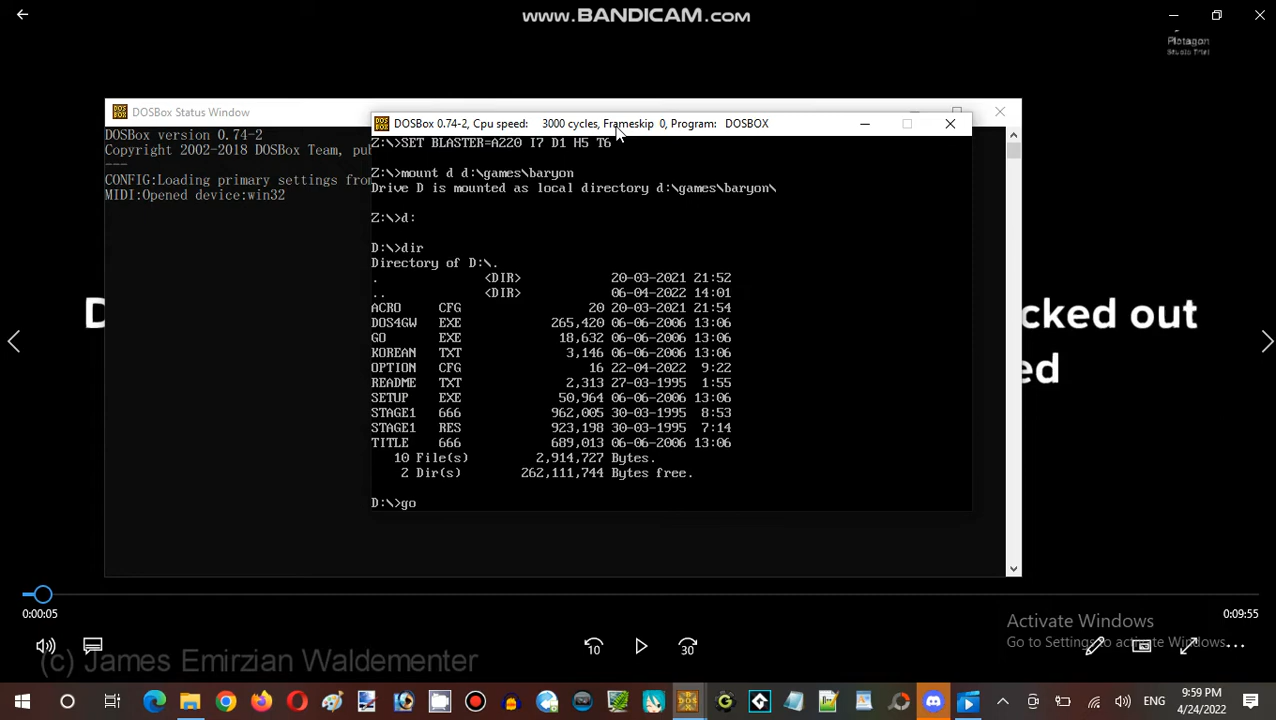 www.BANDICAM.com
Plotagon
Studio Trial
DOSBox Status Window
DOSBox version 0.74-2
Copyright 2002-2018 DOSBox Team, pu
---
CONFIG:Loading primary settings from
MIDI:Opened device:win32
DOSBox 0.74-2, Cpu speed: 3000 cycles, Frameskip 0, Program: DOSBOX
Z:\>SET BLASTER=A220 I7 D1 H5 T6
Z:\>mount d d:\games\baryon
Drive D is mounted as local directory d:\games\baryon\
Z:\>d:
D:\>dir
Directory of D:\.
. <DIR> 20-03-2021 21:52
.. <DIR> 06-04-2022 14:01
ACRO CFG 20 20-03-2021 21:54
DOS4GW EXE 265,420 06-06-2006 13:06
GO EXE 18,632 06-06-2006 13:06
KOREAN TXT 3,146 06-06-2006 13:06
OPTION CFG 16 22-04-2022 9:22
README TXT 2,313 27-03-1995 1:55
SETUP EXE 50,964 06-06-2006 13:06
STAGE1 666 962,005 30-03-1995 8:53
STAGE1 RES 923,198 30-03-1995 7:14
TITLE 666 689,013 06-06-2006 13:06
10 File(s) 2,914,727 Bytes.
2 Dir(s) 262,111,744 Bytes free.
D:\>go
D
cked out
ed
0:00:05
0:09:55
10
30
Activate Windows
Go to Settings to activate Windows.
(c) James Emirzian Waldementer
ENG
9:59 PM
4/24/2022